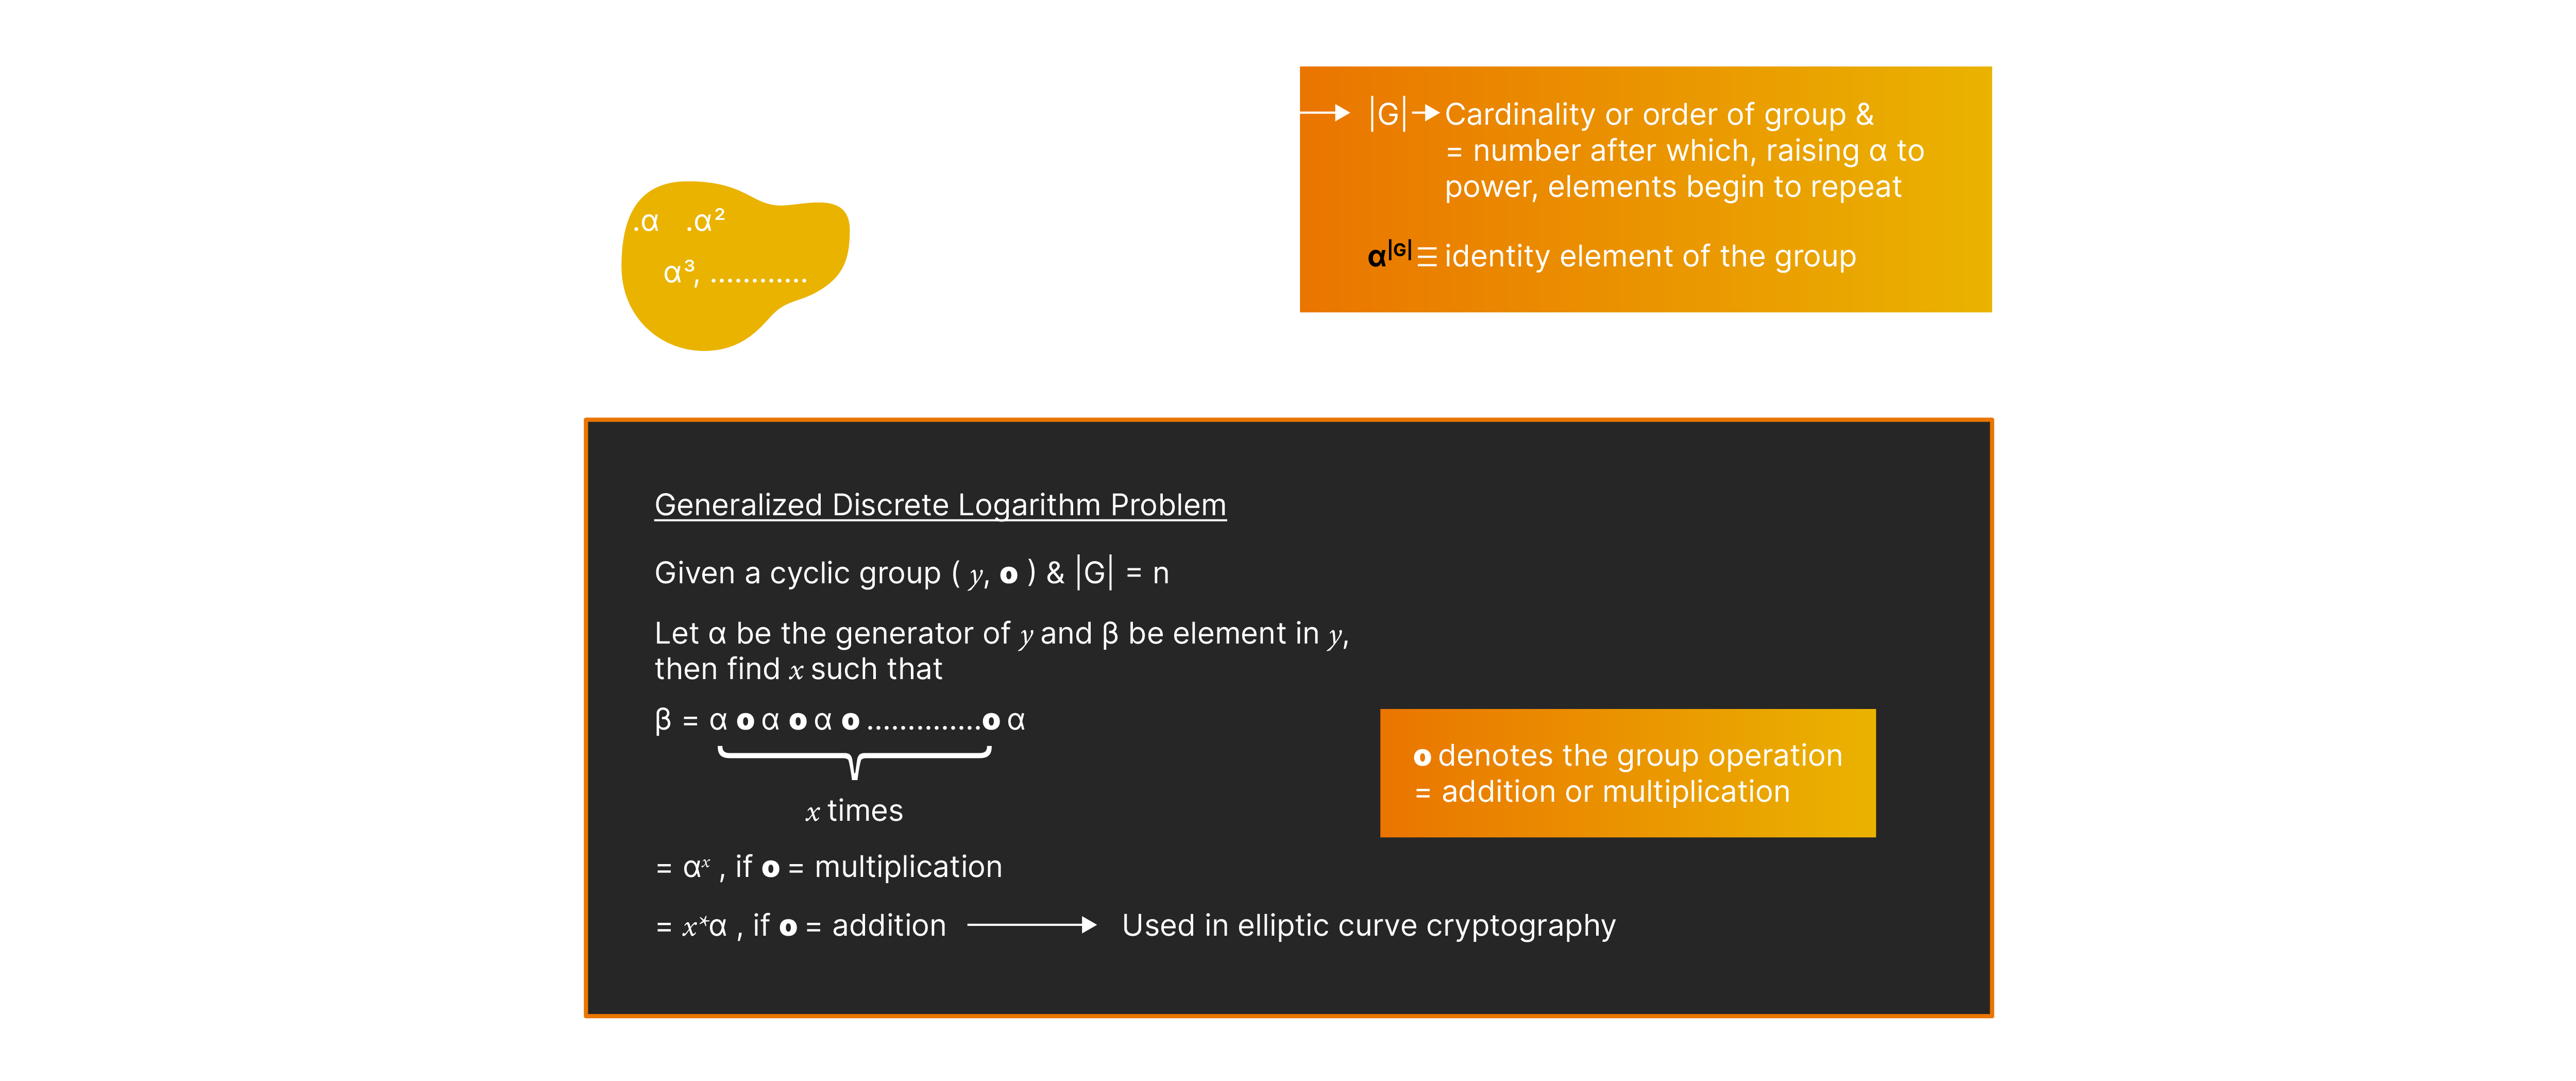 .α .α²
α³, ............
→ |G| → Cardinality or order of group &
= number after which, raising α to
power, elements begin to repeat
α|G| ≡ identity element of the group
Generalized Discrete Logarithm Problem
Given a cyclic group ( y, o ) & |G| = n
Let α be the generator of y and β be element in y,
then find x such that
β = α o α o α o ..............o α
x times
o denotes the group operation
= addition or multiplication
= αˣ , if o = multiplication
= x*α , if o = addition → Used in elliptic curve cryptography